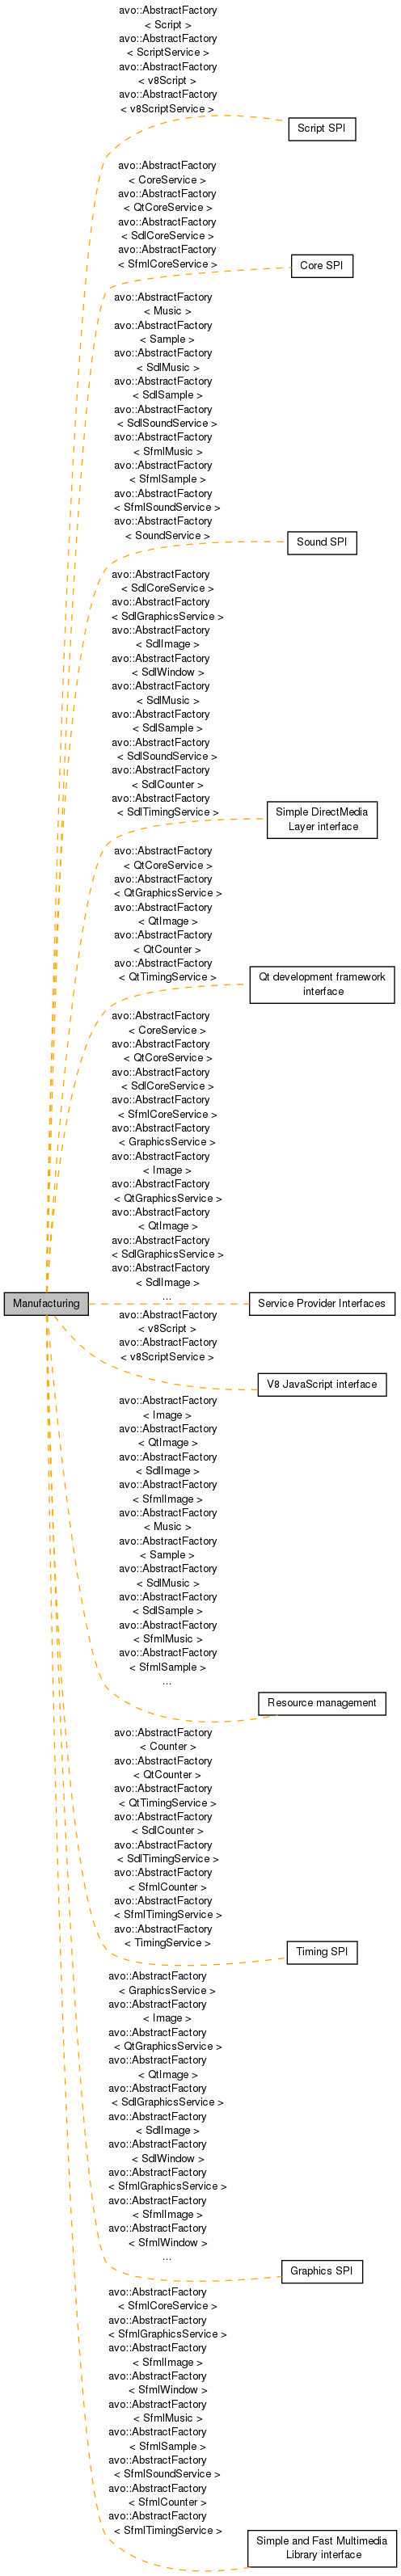 avo::AbstractFactory
< Script >
avo::AbstractFactory
< ScriptService >
avo::AbstractFactory
< v8Script >
avo::AbstractFactory
< v8ScriptService >
Script SPI
avo::AbstractFactory
< CoreService >
avo::AbstractFactory
< QtCoreService >
avo::AbstractFactory
< SdlCoreService >
avo::AbstractFactory
< SfmlCoreService >
Core SPI
avo::AbstractFactory
< Music >
avo::AbstractFactory
< Sample >
avo::AbstractFactory
< SdlMusic >
avo::AbstractFactory
< SdlSample >
avo::AbstractFactory
< SdlSoundService >
avo::AbstractFactory
< SfmlMusic >
avo::AbstractFactory
< SfmlSample >
avo::AbstractFactory
< SfmlSoundService >
avo::AbstractFactory
< SoundService >
Sound SPI
avo::AbstractFactory
< SdlCoreService >
avo::AbstractFactory
< SdlGraphicsService >
avo::AbstractFactory
< SdlImage >
avo::AbstractFactory
< SdlWindow >
avo::AbstractFactory
< SdlMusic >
avo::AbstractFactory
< SdlSample >
avo::AbstractFactory
< SdlSoundService >
avo::AbstractFactory
< SdlCounter >
avo::AbstractFactory
< SdlTimingService >
Simple DirectMedia
Layer interface
avo::AbstractFactory
< QtCoreService >
avo::AbstractFactory
< QtGraphicsService >
avo::AbstractFactory
< QtImage >
avo::AbstractFactory
< QtCounter >
avo::AbstractFactory
< QtTimingService >
Qt development framework
interface
avo::AbstractFactory
< CoreService >
avo::AbstractFactory
< QtCoreService >
avo::AbstractFactory
< SdlCoreService >
avo::AbstractFactory
< SfmlCoreService >
avo::AbstractFactory
< GraphicsService >
avo::AbstractFactory
< Image >
avo::AbstractFactory
< QtGraphicsService >
avo::AbstractFactory
< QtImage >
avo::AbstractFactory
< SdlGraphicsService >
avo::AbstractFactory
< SdlImage >
...
Manufacturing
Service Provider Interfaces
avo::AbstractFactory
< v8Script >
avo::AbstractFactory
< v8ScriptService >
V8 JavaScript interface
avo::AbstractFactory
< Image >
avo::AbstractFactory
< QtImage >
avo::AbstractFactory
< SdlImage >
avo::AbstractFactory
< SfmlImage >
avo::AbstractFactory
< Music >
avo::AbstractFactory
< Sample >
avo::AbstractFactory
< SdlMusic >
avo::AbstractFactory
< SdlSample >
avo::AbstractFactory
< SfmlMusic >
avo::AbstractFactory
< SfmlSample >
...
Resource management
avo::AbstractFactory
< Counter >
avo::AbstractFactory
< QtCounter >
avo::AbstractFactory
< QtTimingService >
avo::AbstractFactory
< SdlCounter >
avo::AbstractFactory
< SdlTimingService >
avo::AbstractFactory
< SfmlCounter >
avo::AbstractFactory
< SfmlTimingService >
avo::AbstractFactory
< TimingService >
Timing SPI
avo::AbstractFactory
< GraphicsService >
avo::AbstractFactory
< Image >
avo::AbstractFactory
< QtGraphicsService >
avo::AbstractFactory
< QtImage >
avo::AbstractFactory
< SdlGraphicsService >
avo::AbstractFactory
< SdlImage >
avo::AbstractFactory
< SdlWindow >
avo::AbstractFactory
< SfmlGraphicsService >
avo::AbstractFactory
< SfmlImage >
avo::AbstractFactory
< SfmlWindow >
...
Graphics SPI
avo::AbstractFactory
< SfmlCoreService >
avo::AbstractFactory
< SfmlGraphicsService >
avo::AbstractFactory
< SfmlImage >
avo::AbstractFactory
< SfmlWindow >
avo::AbstractFactory
< SfmlMusic >
avo::AbstractFactory
< SfmlSample >
avo::AbstractFactory
< SfmlSoundService >
avo::AbstractFactory
< SfmlCounter >
avo::AbstractFactory
< SfmlTimingService >
Simple and Fast Multimedia
Library interface